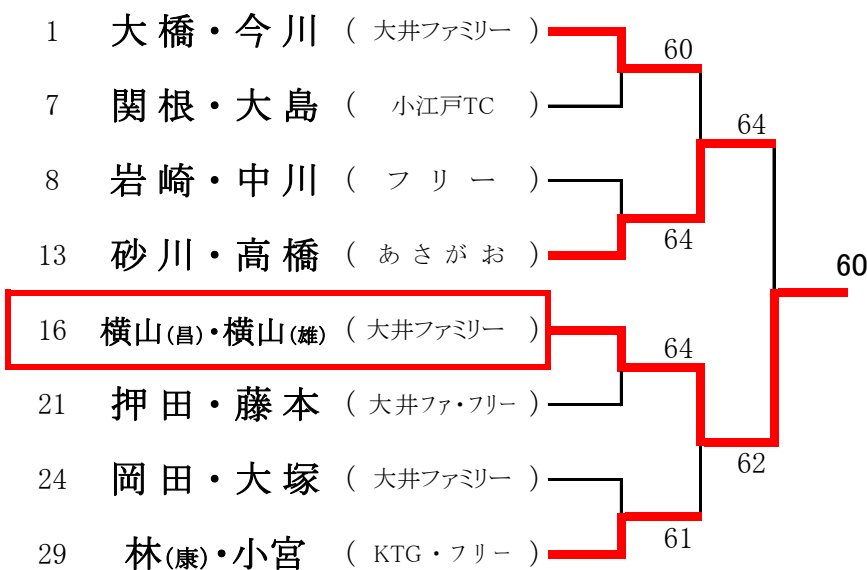 1 大橋・今川 ( 大井ファミリー )
60
7 関根・大島 ( 小江戸TC )
64
8 岩崎・中川 ( フリー )
64
13 砂川・高橋 ( あさがお )
60
16 横山(昌)・横山(雄) ( 大井ファミリー )
64
21 押田・藤本 ( 大井ファ・フリー )
62
24 岡田・大塚 ( 大井ファミリー )
61
29 林(康)・小宮 ( KTG・フリー )